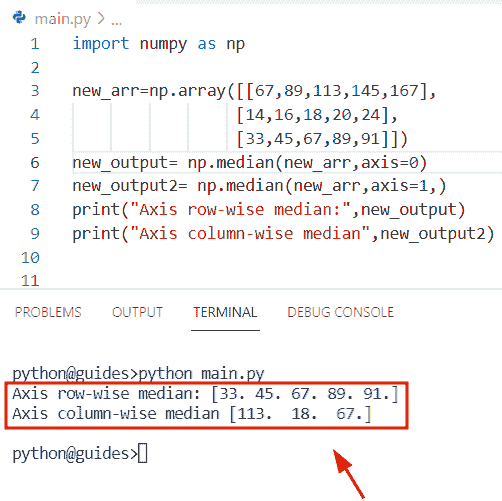 main.py > ...
1 import numpy as np
2
3 new_arr=np.array([[67,89,113,145,167],
4 [14,16,18,20,24],
5 [33,45,67,89,91]])
6 new_output= np.median(new_arr,axis=0)
7 new_output2= np.median(new_arr,axis=1,)
8 print("Axis row-wise median:",new_output)
9 print("Axis column-wise median",new_output2)
10
11
PROBLEMS OUTPUT TERMINAL DEBUG CONSOLE
python@guides>python main.py
Axis row-wise median: [33. 45. 67. 89. 91.]
Axis column-wise median [113.  18.  67.]
python@guides>